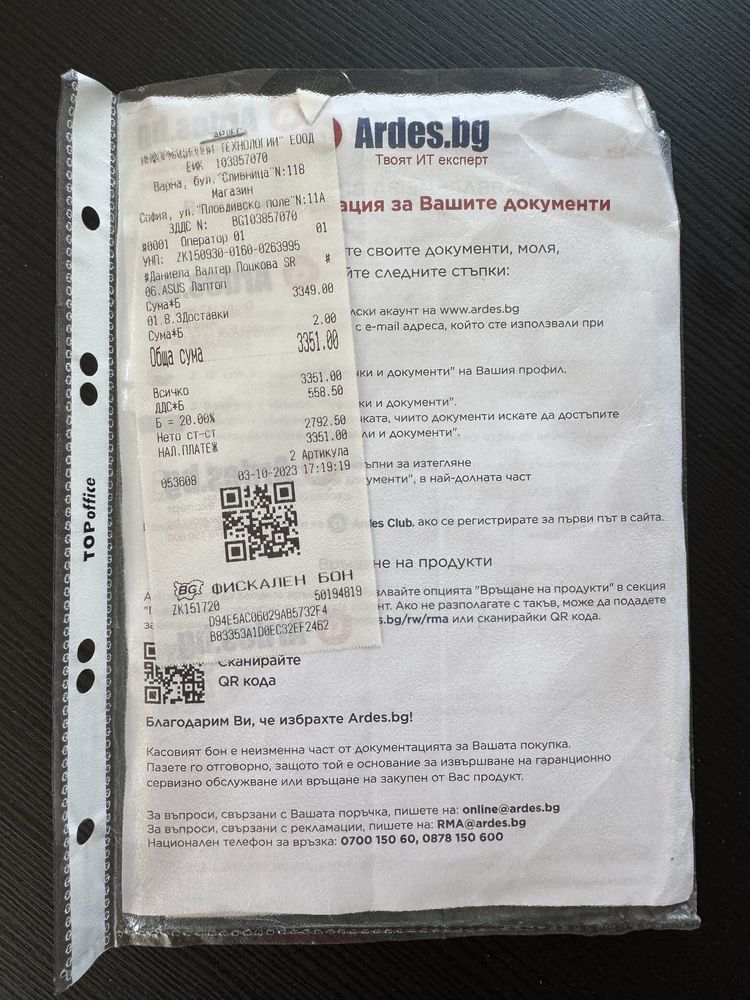 TOP office
АРДЕС
ИНФОРМАЦИОННИ ТЕХНОЛОГИИ" ЕООД
ЕИК 103857070
Варна, бул. "Сливница"N:118
Магазин
София, ул."Пловдивско поле"N:11А
ЗДДС N: BG103857070
#0001 Оператор 01 01
УНП: ZK150930-0160-0263995
#Даниела Валтер Поцкова SR #
06.ASUS Лаптоп
Сума*Б 3349.00
01.8.3Доставки
Сума*Б 2.00
Обща сума 3351.00
Всичко 3351.00
ДДС*Б 558.50
Б = 20.00%
Нето ст-ст 2792.50
НАЛ.ПЛАТЕЖ 3351.00
2 Артикула
053608 03-10-2023 17:19:19
BG ФИСКАЛЕН БОН
ZK151720 50194819
D94E5AC06029AB5732F4
B83353A1D0EC32EF2462
Ardes.bg
Твоят ИТ експерт
ация за Вашите документи
те своите документи, моля,
йте следните стъпки:
лски акаунт на www.ardes.bg
с e-mail адреса, който сте използвали при
чки и документи" на Вашия профил.
ки и документи".
чката, чиито документи искате да достъпите
ли и документи".
ъпни за изтегляне
ументи", в най-долната част
des Club, ако се регистрирате за първи път в сайта.
не на продукти
злвайте опцията "Връщане на продукти" в секция
нт. Ако не разполагате с такъв, може да подадете
s.bg/rw/rma или сканирайки QR кода.
Сканирайте
QR кода
Благодарим Ви, че избрахте Ardes.bg!
Касовият бон е неизменна част от документацията за Вашата покупка.
Пазете го отговорно, защото той е основание за извършване на гаранционно
сервизно обслужване или връщане на закупен от Вас продукт.
За въпроси, свързани с Вашата поръчка, пишете на: online@ardes.bg
За въпроси, свързани с рекламации, пишете на: RMA@ardes.bg
Национален телефон за връзка: 0700 150 60, 0878 150 600